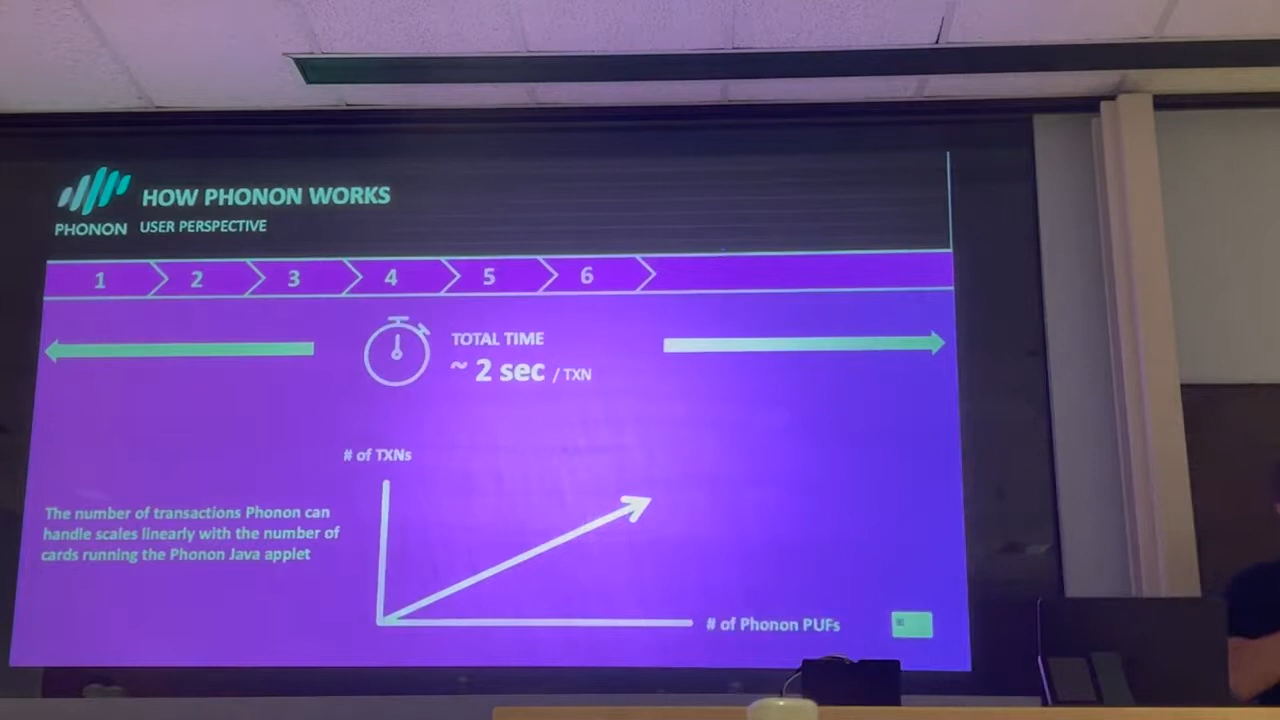 HOW PHONON WORKS
PHONON
USER PERSPECTIVE
1 2 3 4 5 6
TOTAL TIME
~ 2 sec / TXN
# of TXNs
The number of transactions Phonon can
handle scales linearly with the number of
cards running the Phonon Java applet
# of Phonon PUFs